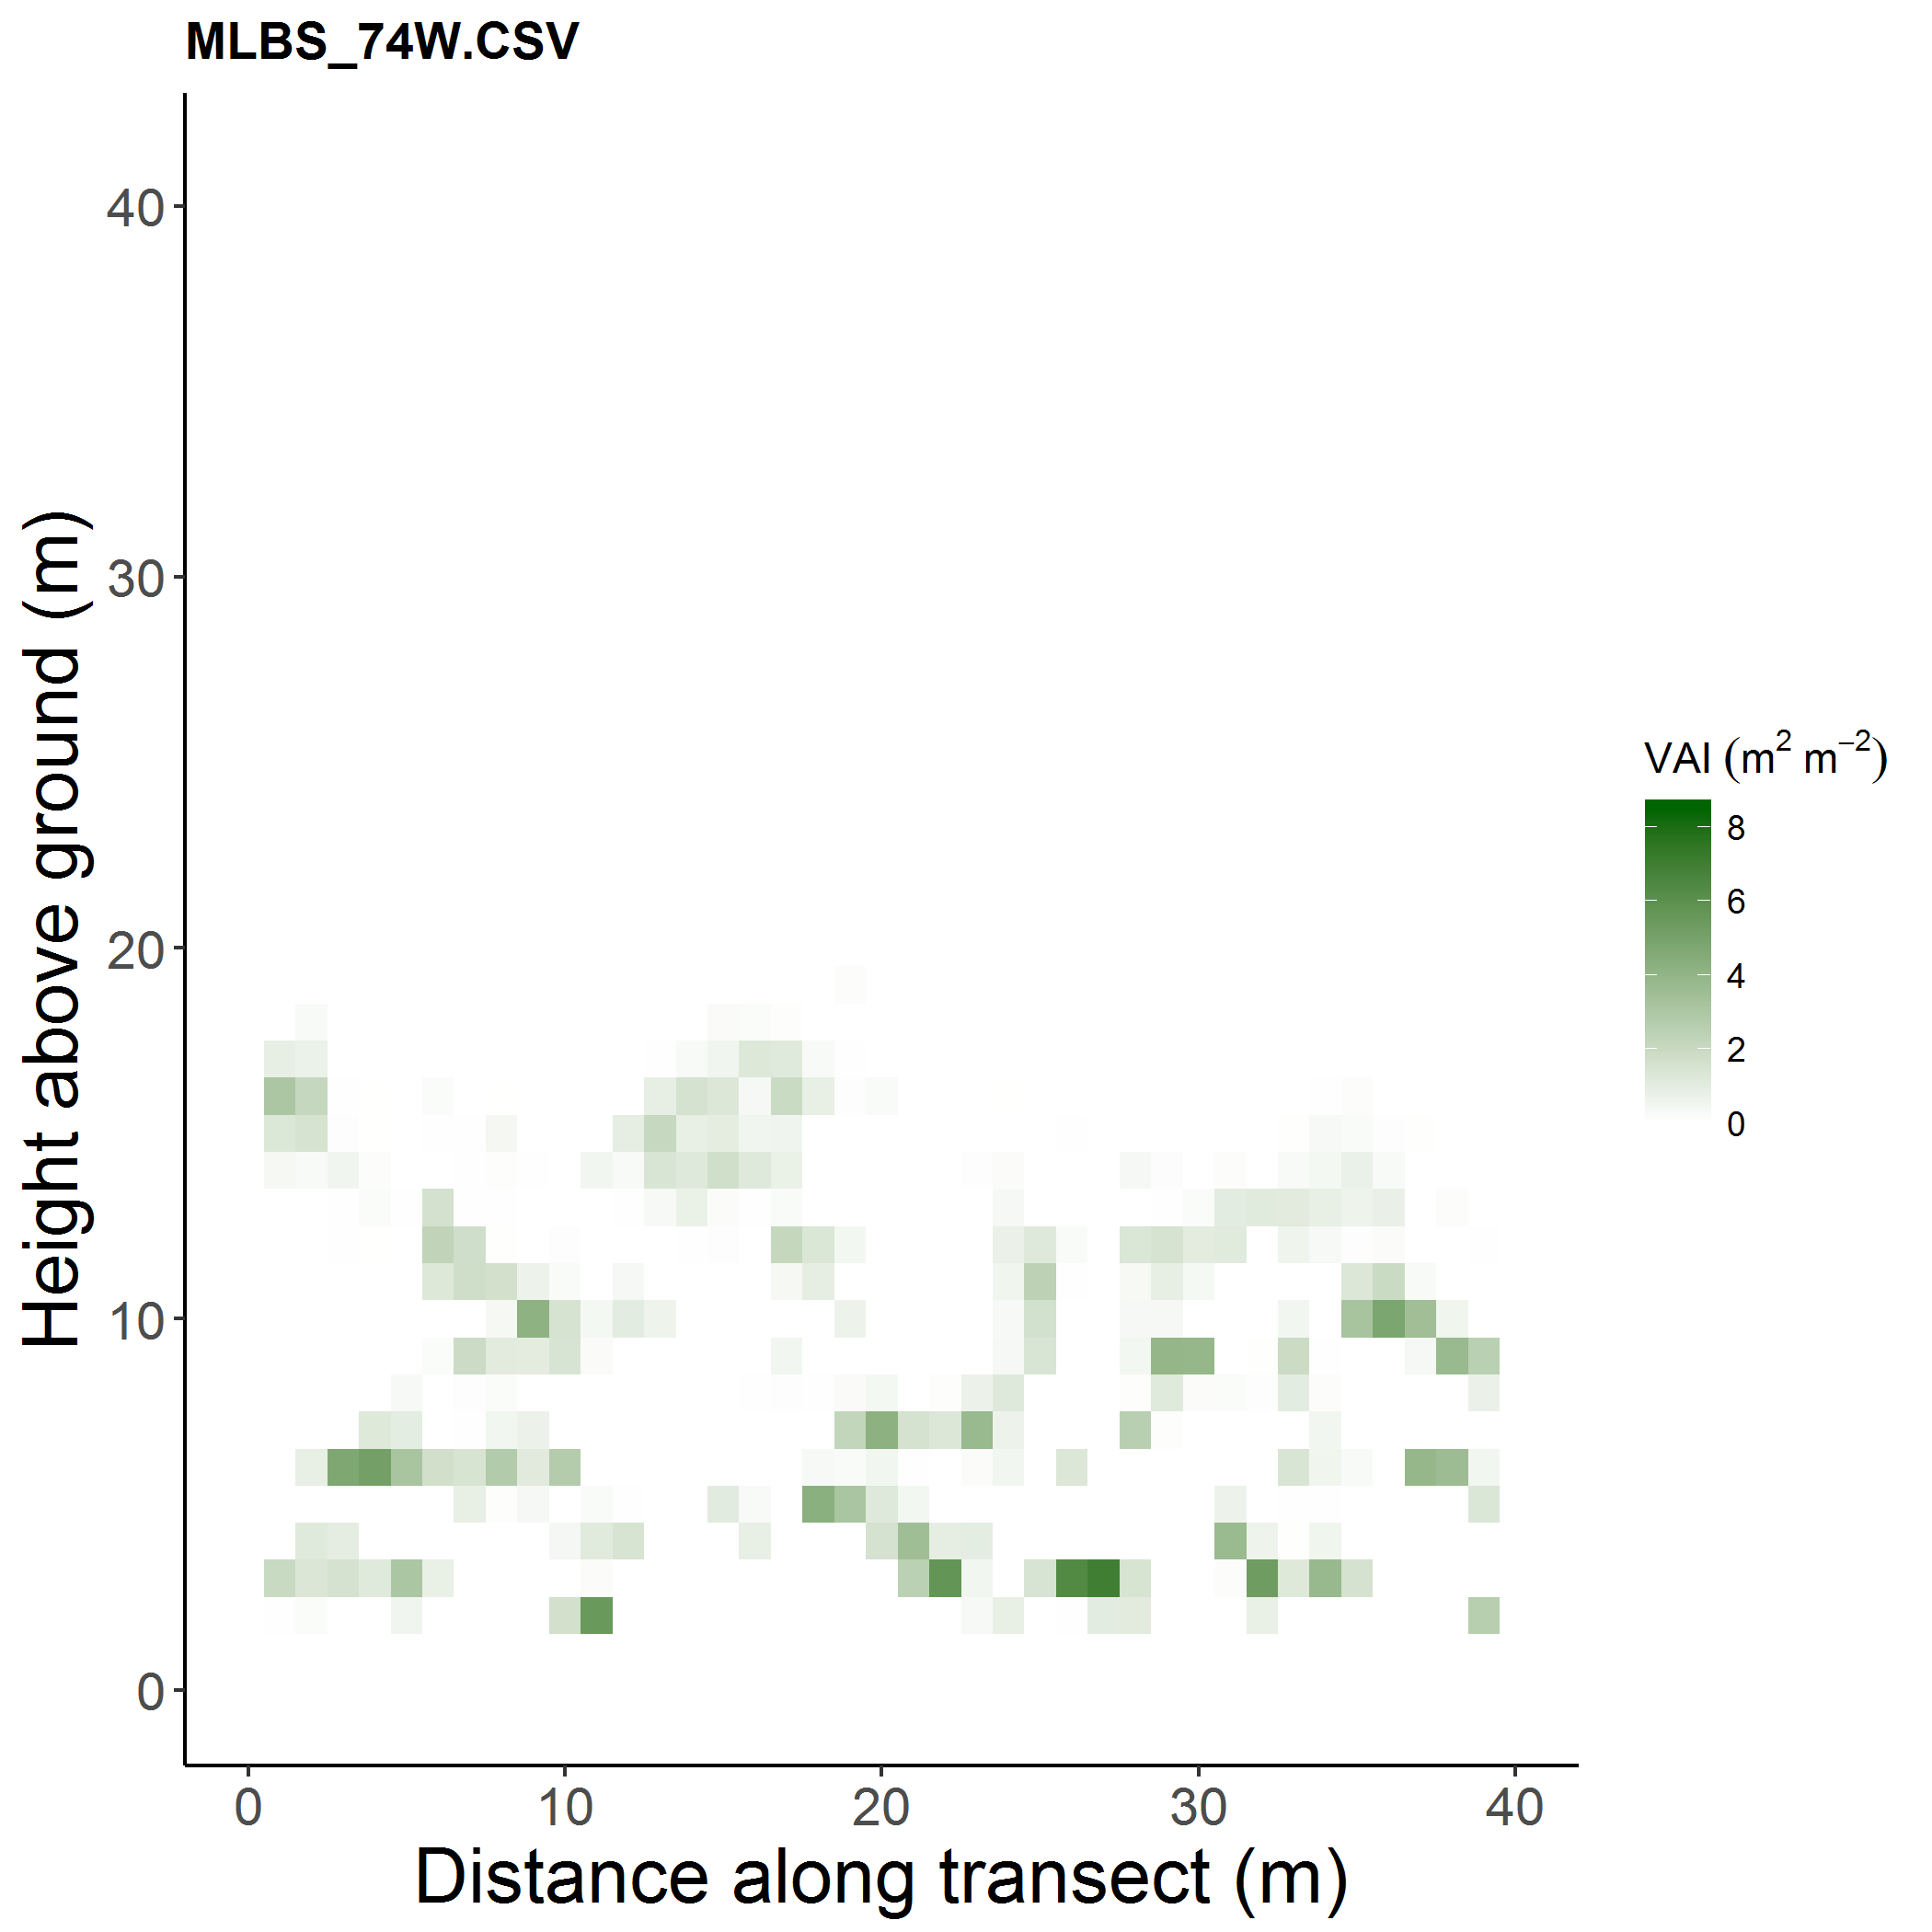 MLBS_74W.CSV
Height above ground (m)
40
30
20
10
0
0 10 20 30 40
Distance along transect (m)
VAI (m² m⁻²)
8
6
4
2
0